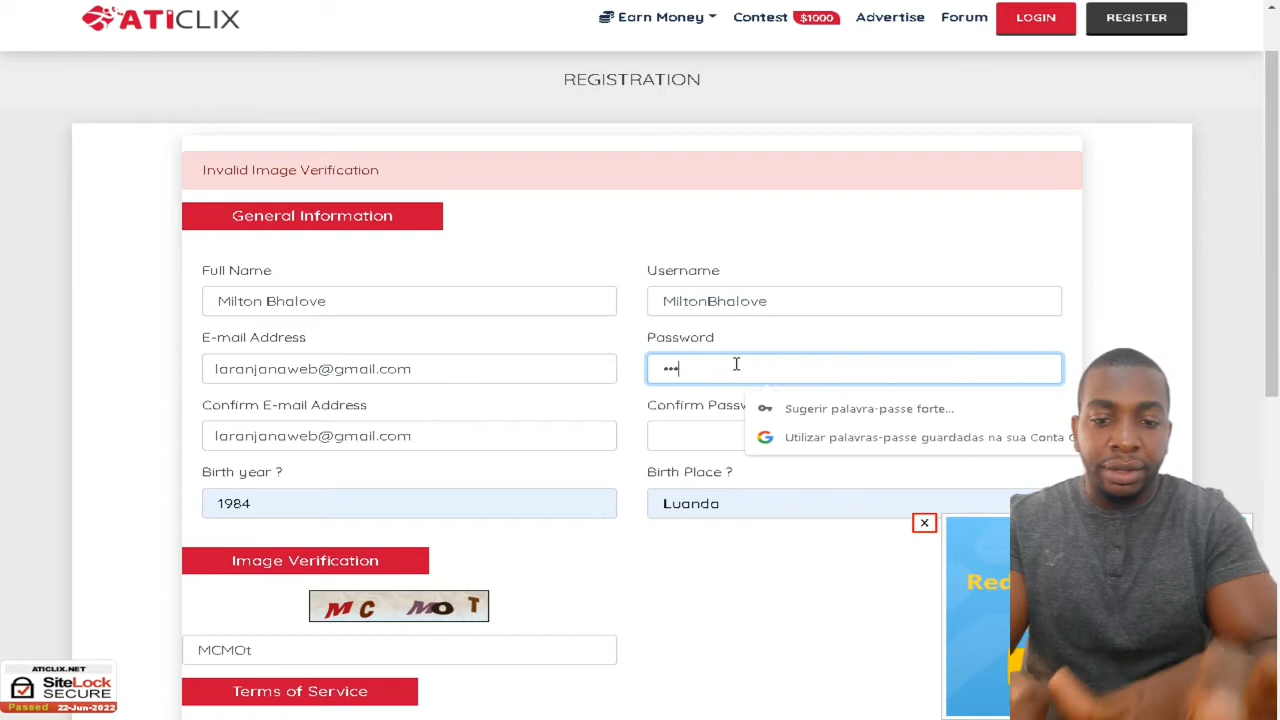 ATICLIX
Earn Money
Contest $1000
Advertise
Forum
LOGIN
REGISTER
REGISTRATION
Invalid Image Verification
General Information
Full Name
Username
Milton Bhalove
MiltonBhalove
E-mail Address
Password
laranjanaweb@gmail.com
•••
Confirm E-mail Address
Confirm
Sugerir palavra-passe forte...
laranjanaweb@gmail.com
Utilizar palavras-passe guardadas na sua Conta
Birth year ?
Birth Place ?
1984
Luanda
Image Verification
MC MOT
MCMOt
Terms of Service
ATICLIX.NET
SiteLock
SECURE
Passed 22-Jun-2022